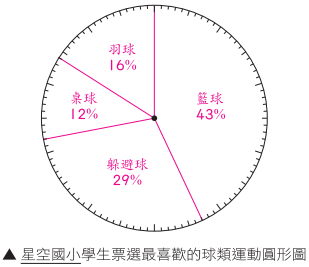 羽球
16%
籃球
43%
桌球
12%
躲避球
29%
▲ 星空國小學生票選最喜歡的球類運動圓形圖